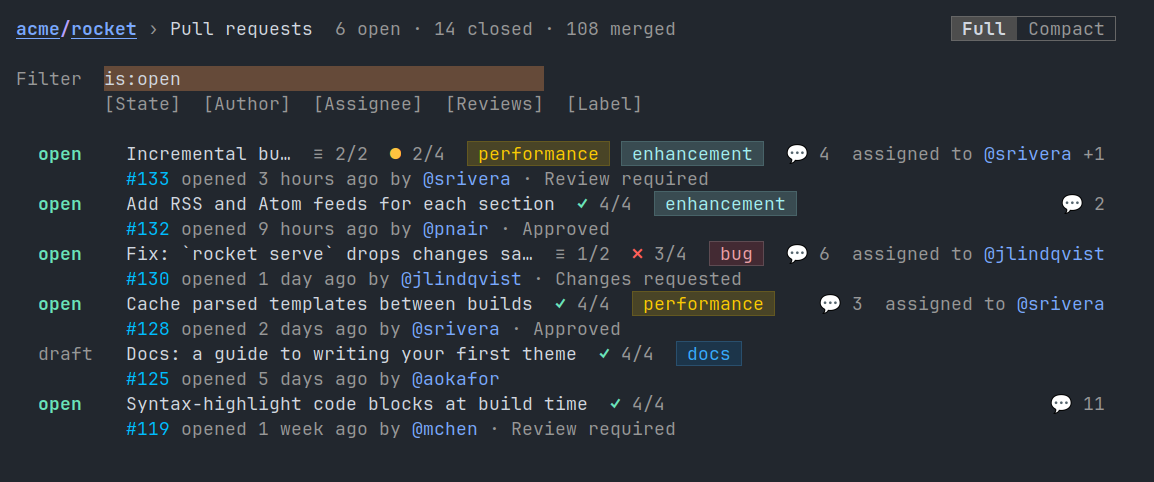 acme/rocket › Pull requests  6 open · 14 closed · 108 merged  Full  Compact
Filter  is:open
[State]  [Author]  [Assignee]  [Reviews]  [Label]
open  Incremental bu…  ≡ 2/2  ● 2/4  performance  enhancement  💬 4  assigned to @srivera +1
#133 opened 3 hours ago by @srivera · Review required
open  Add RSS and Atom feeds for each section  ✓ 4/4  enhancement  💬 2
#132 opened 9 hours ago by @pnair · Approved
open  Fix: `rocket serve` drops changes sa…  ≡ 1/2  ✕ 3/4  bug  💬 6  assigned to @jlindqvist
#130 opened 1 day ago by @jlindqvist · Changes requested
open  Cache parsed templates between builds  ✓ 4/4  performance  💬 3  assigned to @srivera
#128 opened 2 days ago by @srivera · Approved
draft  Docs: a guide to writing your first theme  ✓ 4/4  docs
#125 opened 5 days ago by @aokafor
open  Syntax-highlight code blocks at build time  ✓ 4/4  💬 11
#119 opened 1 week ago by @mchen · Review required